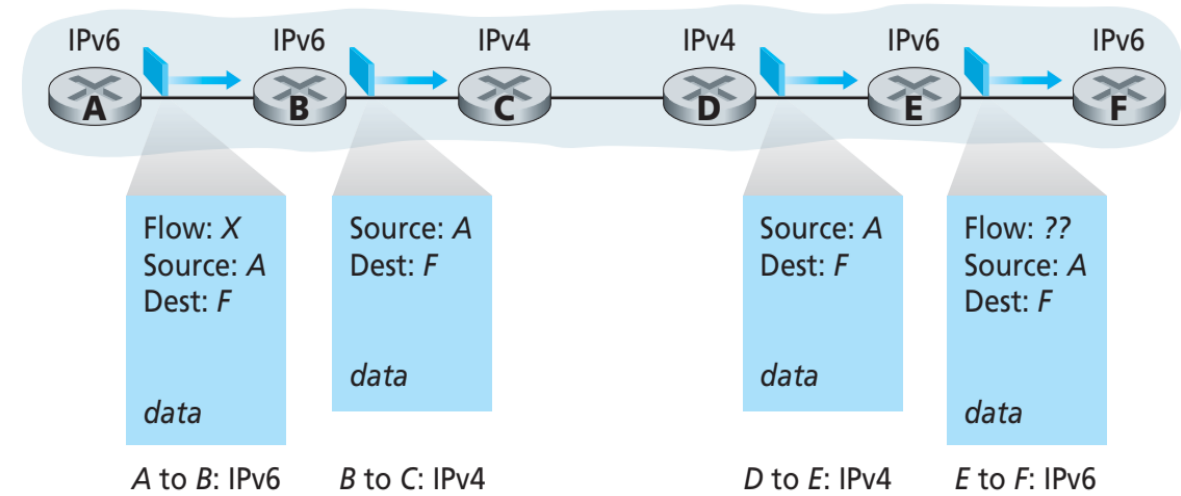 IPv6 IPv6 IPv4 IPv4 IPv6 IPv6
A B C D E F
Flow: X
Source: A
Dest: F
data
Source: A
Dest: F
data
Source: A
Dest: F
data
Flow: ??
Source: A
Dest: F
data
A to B: IPv6
B to C: IPv4
D to E: IPv4
E to F: IPv6